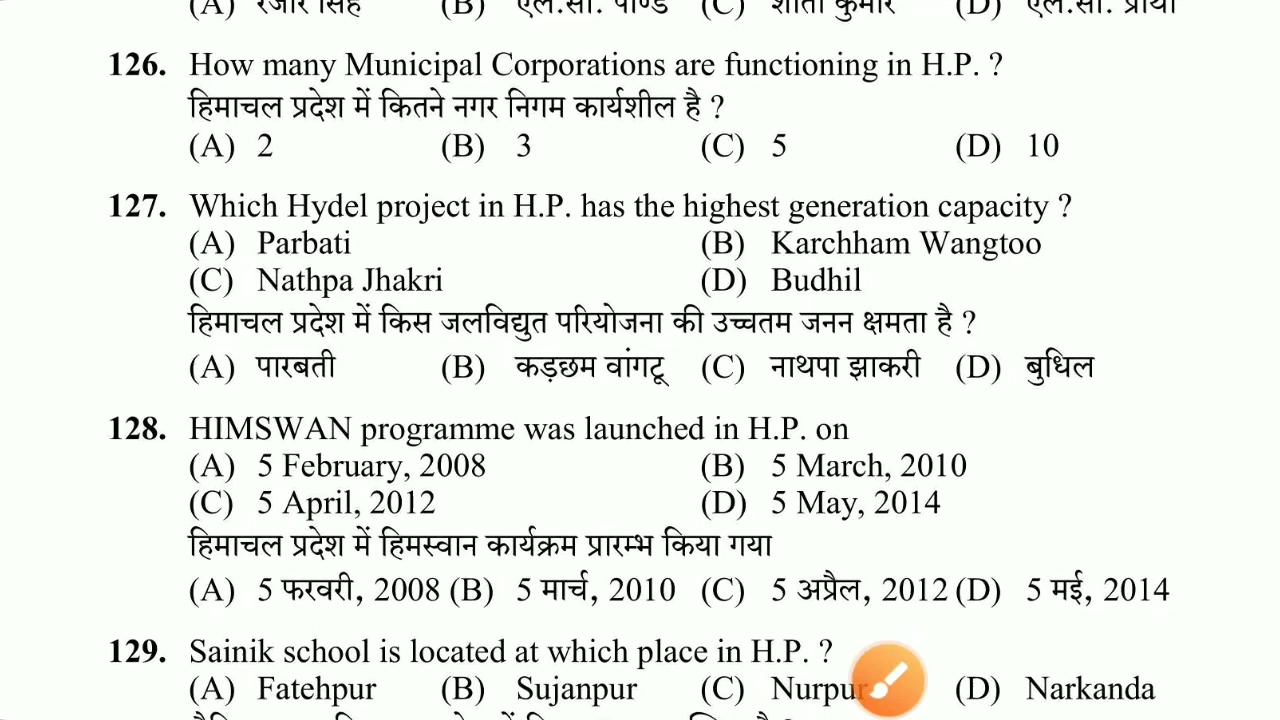 (A) रंजोर सिंह (B) एल.सी. पाण्डे (C) शांता कुमार (D) एल.सी. प्रार्थी
126. How many Municipal Corporations are functioning in H.P. ?
हिमाचल प्रदेश में कितने नगर निगम कार्यशील है ?
(A) 2 (B) 3 (C) 5 (D) 10
127. Which Hydel project in H.P. has the highest generation capacity ?
(A) Parbati (B) Karchham Wangtoo
(C) Nathpa Jhakri (D) Budhil
हिमाचल प्रदेश में किस जलविद्युत परियोजना की उच्चतम जनन क्षमता है ?
(A) पारबती (B) कड़छम वांगटू (C) नाथपा झाकरी (D) बुधिल
128. HIMSWAN programme was launched in H.P. on
(A) 5 February, 2008 (B) 5 March, 2010
(C) 5 April, 2012 (D) 5 May, 2014
हिमाचल प्रदेश में हिमस्वान कार्यक्रम प्रारम्भ किया गया
(A) 5 फरवरी, 2008 (B) 5 मार्च, 2010 (C) 5 अप्रैल, 2012 (D) 5 मई, 2014
129. Sainik school is located at which place in H.P. ?
(A) Fatehpur (B) Sujanpur (C) Nurpur (D) Narkanda